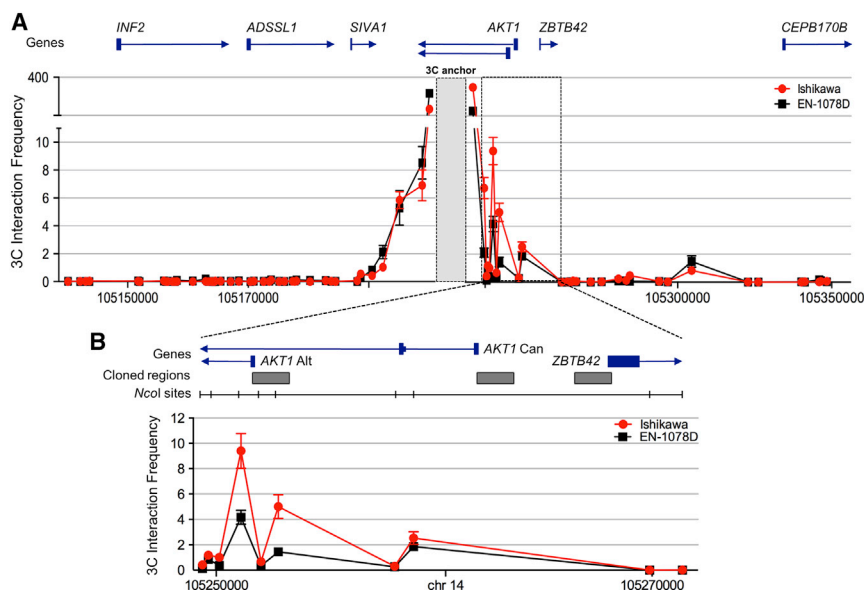 A
INF2 ADSSL1 SIVA1 AKT1 ZBTB42 CEPB170B
Genes
3C anchor
400
10
8
6
4
2
0
3C Interaction Frequency
Ishikawa
EN-1078D
105150000 105170000 105300000 105350000
B
Genes
AKT1 Can
AKT1 Alt ZBTB42
Cloned regions
NcoI sites
12
10
8
6
4
2
0
3C Interaction Frequency
Ishikawa
EN-1078D
105250000 chr 14 105270000